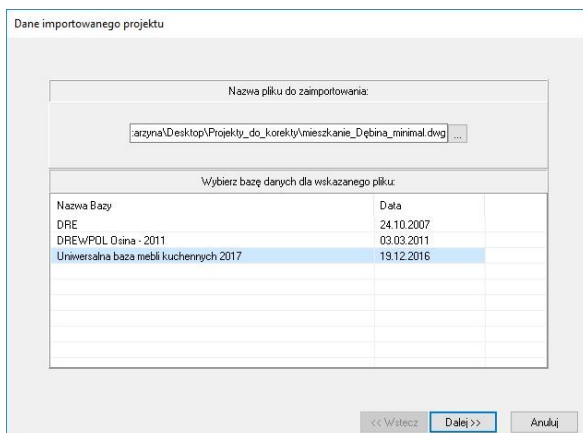 Dane importowanego projektu
Nazwa pliku do zaimportowania:
:arzyna\Desktop\Projekty_do_korekty\mieszkanie_Dębina_minimal.dwg ...
Wybierz bazę danych dla wskazanego pliku:
Nazwa Bazy Data
DRE 24.10.2007
DREWPOL Osina - 2011 03.03.2011
Uniwersalna baza mebli kuchennych 2017 19.12.2016
<< Wstecz Dalej >> Anuluj